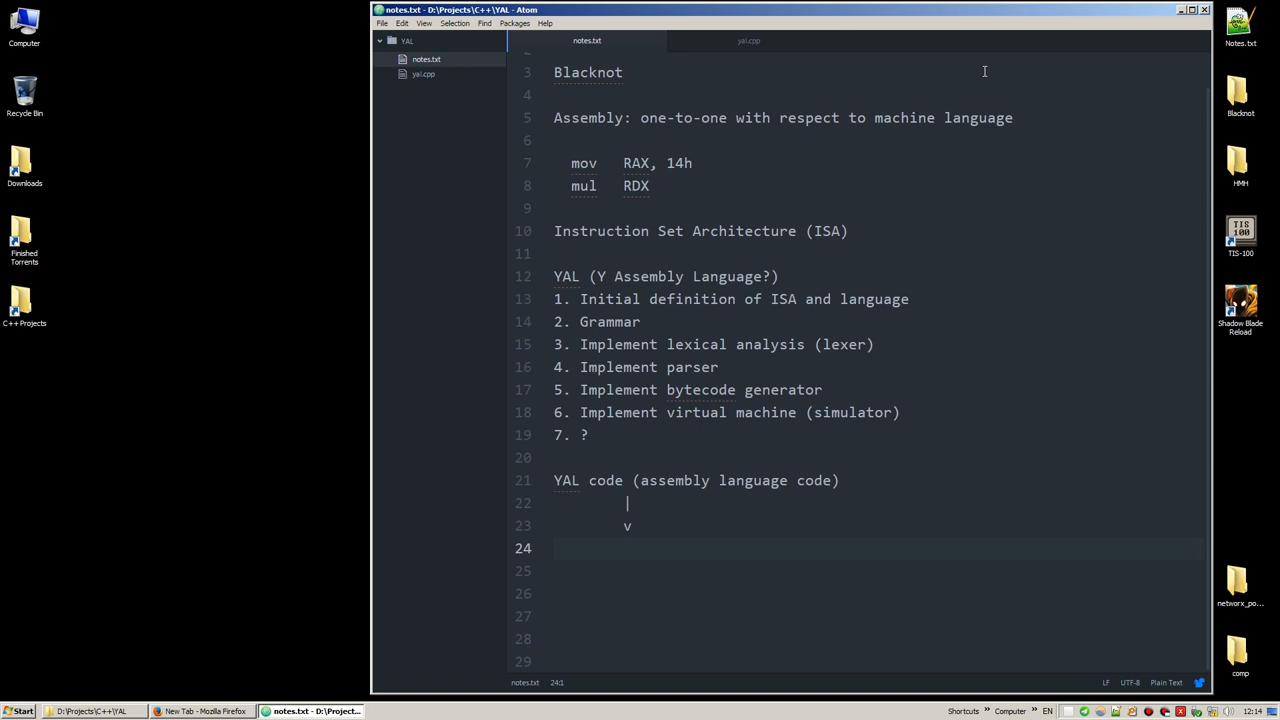 notes.txt - D:\Projects\C++\YAL - Atom
File Edit View Selection Find Packages Help
YAL
notes.txt
yal.cpp
notes.txt yal.cpp
2
3 Blacknot
4
5 Assembly: one-to-one with respect to machine language
6
7 mov RAX, 14h
8 mul RDX
9
10 Instruction Set Architecture (ISA)
11
12 YAL (Y Assembly Language?)
13 1. Initial definition of ISA and language
14 2. Grammar
15 3. Implement lexical analysis (lexer)
16 4. Implement parser
17 5. Implement bytecode generator
18 6. Implement virtual machine (simulator)
19 7. ?
20
21 YAL code (assembly language code)
22 |
23 v
24
25
26
27
28
29
notes.txt 24:1 LF UTF-8 Plain Text
Computer
Recycle Bin
Downloads
Finished
Torrents
C++ Projects
Notes.txt
Blacknot
HMH
TIS
100
TIS-100
Shadow Blade
Reload
networx_po...
comp
Start D:\Projects\C++\YAL New Tab - Mozilla Firefox notes.txt - D:\Project... Shortcuts » Computer » EN 12:14